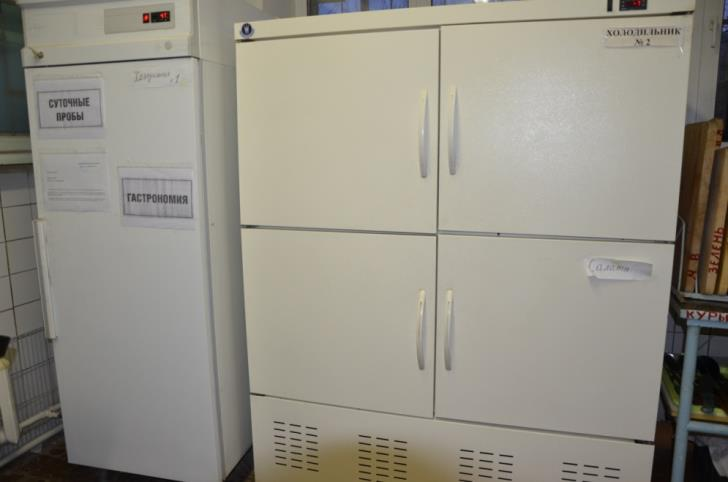 СУТОЧНЫЕ
ПРОБЫ
ГАСТРОНОМИЯ
ХОЛОДИЛЬНИК
№ 2
Салаты
ЗЕЛЕНЬ
КУРЫ